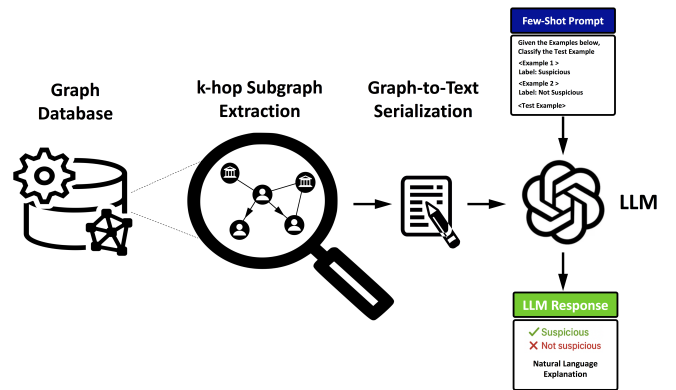 Graph
Database
k-hop Subgraph
Extraction
Graph-to-Text
Serialization
Few-Shot Prompt
Given the Examples below,
Classify the Test Example
<Example 1 >
Label: Suspicious
<Example 2 >
Label: Not Suspicious
<Test Example>
LLM
LLM Response
Suspicious
Not suspicious
Natural Language
Explanation